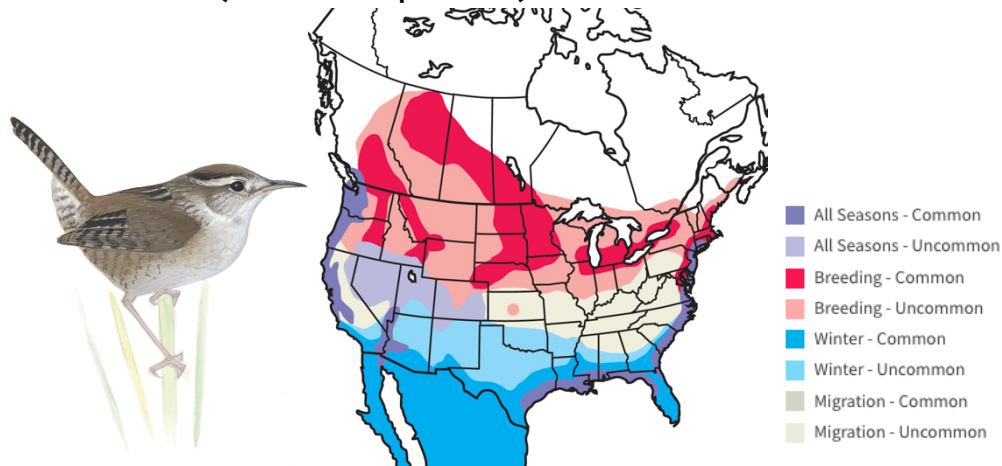 All Seasons - Common
All Seasons - Uncommon
Breeding - Common
Breeding - Uncommon
Winter - Common
Winter - Uncommon
Migration - Common
Migration - Uncommon